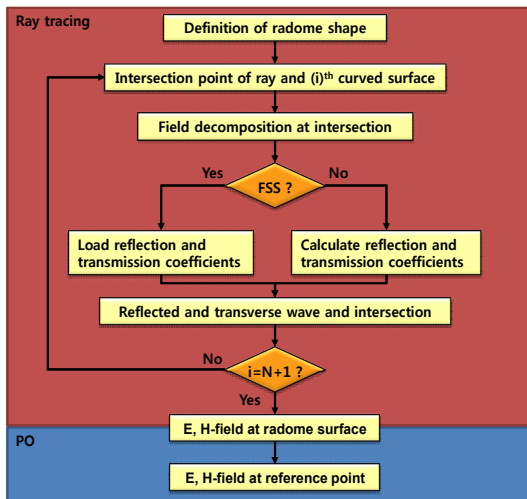 Ray tracing
Definition of radome shape
Intersection point of ray and (i)th curved surface
Field decomposition at intersection
Yes
No
FSS ?
Load reflection and
transmission coefficients
Calculate reflection and
transmission coefficients
Reflected and transverse wave and intersection
No
i=N+1 ?
Yes
E, H-field at radome surface
PO
E, H-field at reference point